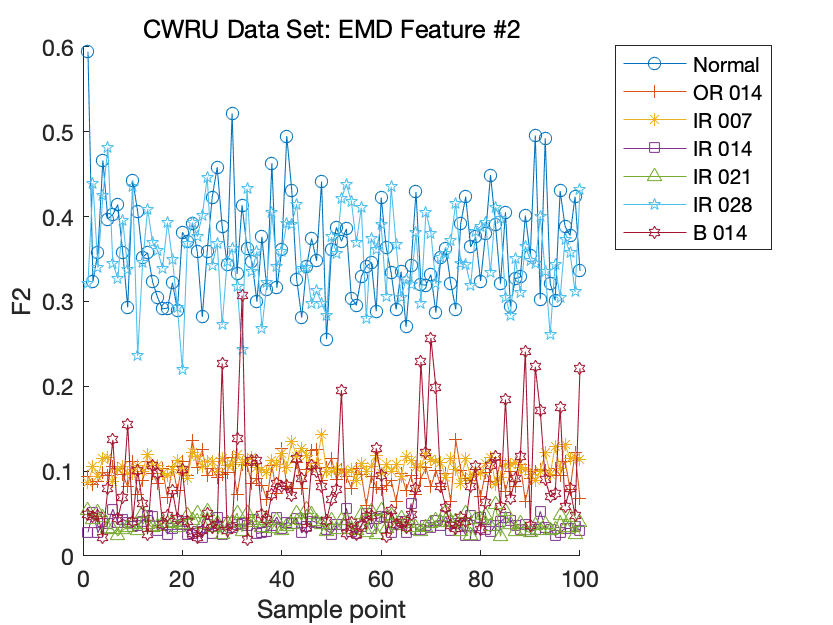 CWRU Data Set: EMD Feature #2
0.6
0.5
0.4
0.3
0.2
0.1
0
F2
0
20
40
60
80
100
Sample point
Normal
OR 014
IR 007
IR 014
IR 021
IR 028
B 014